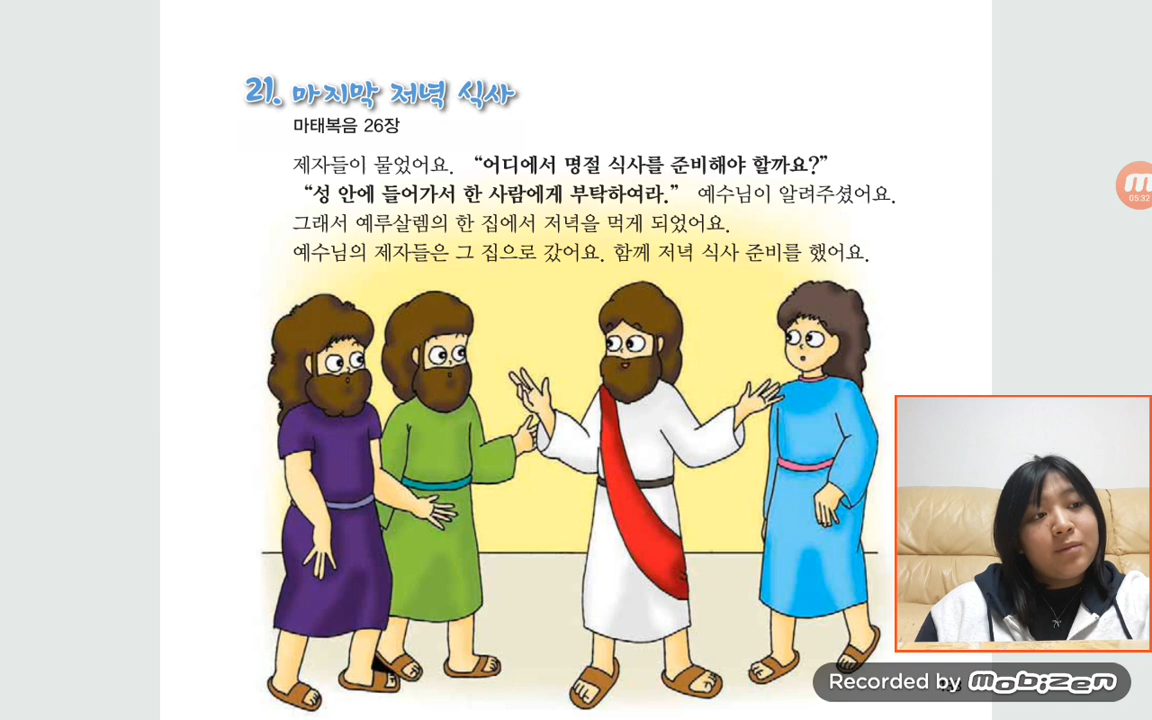 21. 마지막 저녁 식사
마태복음 26장
제자들이 물었어요. “어디에서 명절 식사를 준비해야 할까요?”
“성 안에 들어가서 한 사람에게 부탁하여라.” 예수님이 알려주셨어요.
그래서 예루살렘의 한 집에서 저녁을 먹게 되었어요.
예수님의 제자들은 그 집으로 갔어요. 함께 저녁 식사 준비를 했어요.
m
05:32
Recorded by mobizen